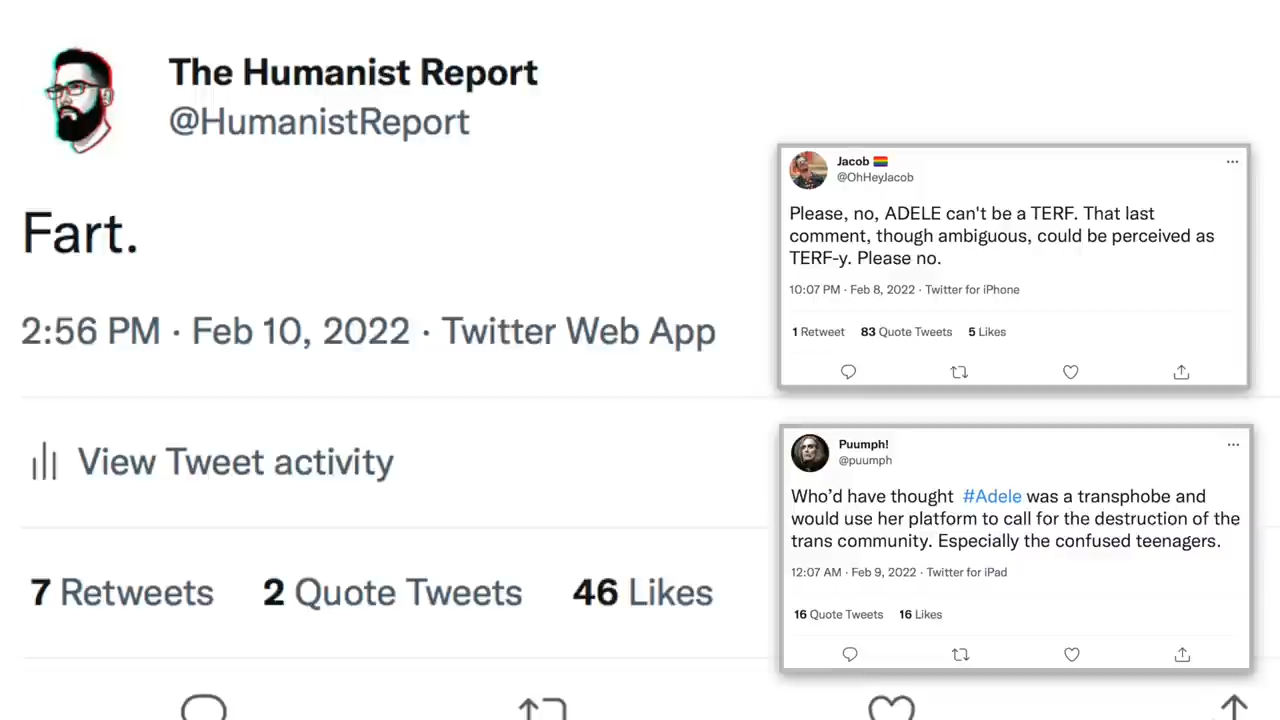 The Humanist Report
@HumanistReport
Fart.
2:56 PM · Feb 10, 2022 · Twitter Web App
View Tweet activity
7 Retweets 2 Quote Tweets 46 Likes
Jacob 🏳️‍🌈
@OhHeyJacob
Please, no, ADELE can't be a TERF. That last
comment, though ambiguous, could be perceived as
TERF-y. Please no.
10:07 PM · Feb 8, 2022 · Twitter for iPhone
1 Retweet 83 Quote Tweets 5 Likes
Puumph!
@puumph
Who'd have thought #Adele was a transphobe and
would use her platform to call for the destruction of the
trans community. Especially the confused teenagers.
12:07 AM · Feb 9, 2022 · Twitter for iPad
16 Quote Tweets 16 Likes